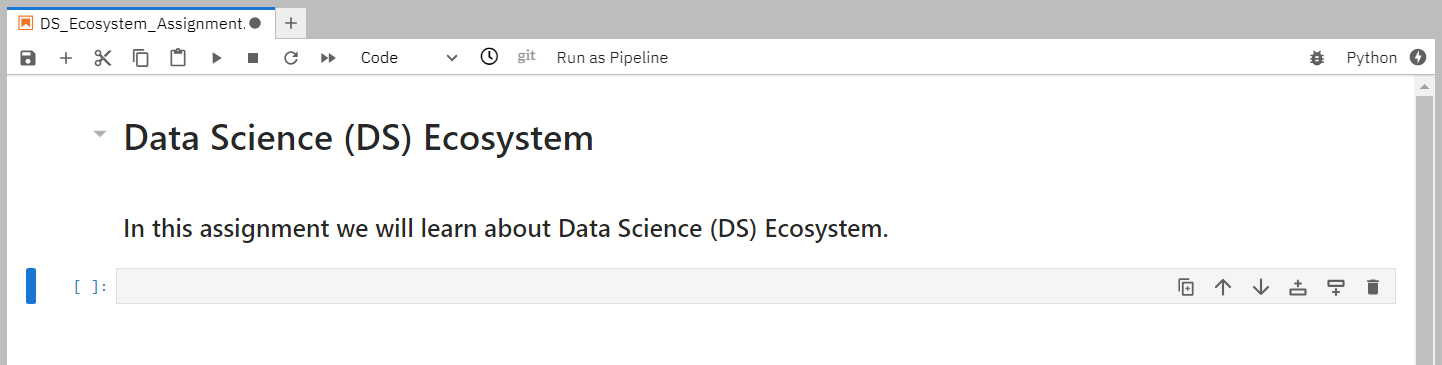 DS_Ecosystem_Assignment.
Code git Run as Pipeline Python
Data Science (DS) Ecosystem
In this assignment we will learn about Data Science (DS) Ecosystem.
[ ]: